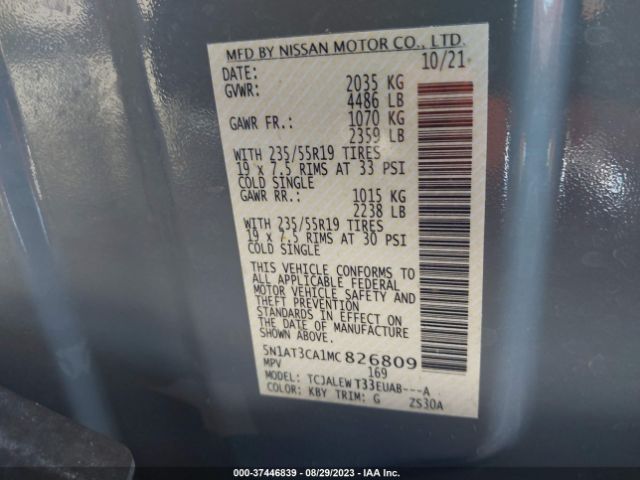 MFD BY NISSAN MOTOR CO., LTD.
DATE: 10/21
GVWR: 2035 KG
4486 LB
GAWR FR.: 1070 KG
2359 LB
WITH 235/55R19 TIRES
19 x 7.5 RIMS AT 33 PSI
COLD SINGLE
GAWR RR.: 1015 KG
2238 LB
WITH 235/55R19 TIRES
19 x 7.5 RIMS AT 30 PSI
COLD SINGLE
THIS VEHICLE CONFORMS TO
ALL APPLICABLE FEDERAL
MOTOR VEHICLE SAFETY AND
THEFT PREVENTION
STANDARDS IN EFFECT ON
THE DATE OF MANUFACTURE
SHOWN ABOVE.
5N1AT3CA1MC826809
MPV 169
MODEL: TCJALEWT33EUAB---A
COLOR: KBY TRIM: G ZS30A
000-37446839 | 08/29/2023 | IAA Inc.